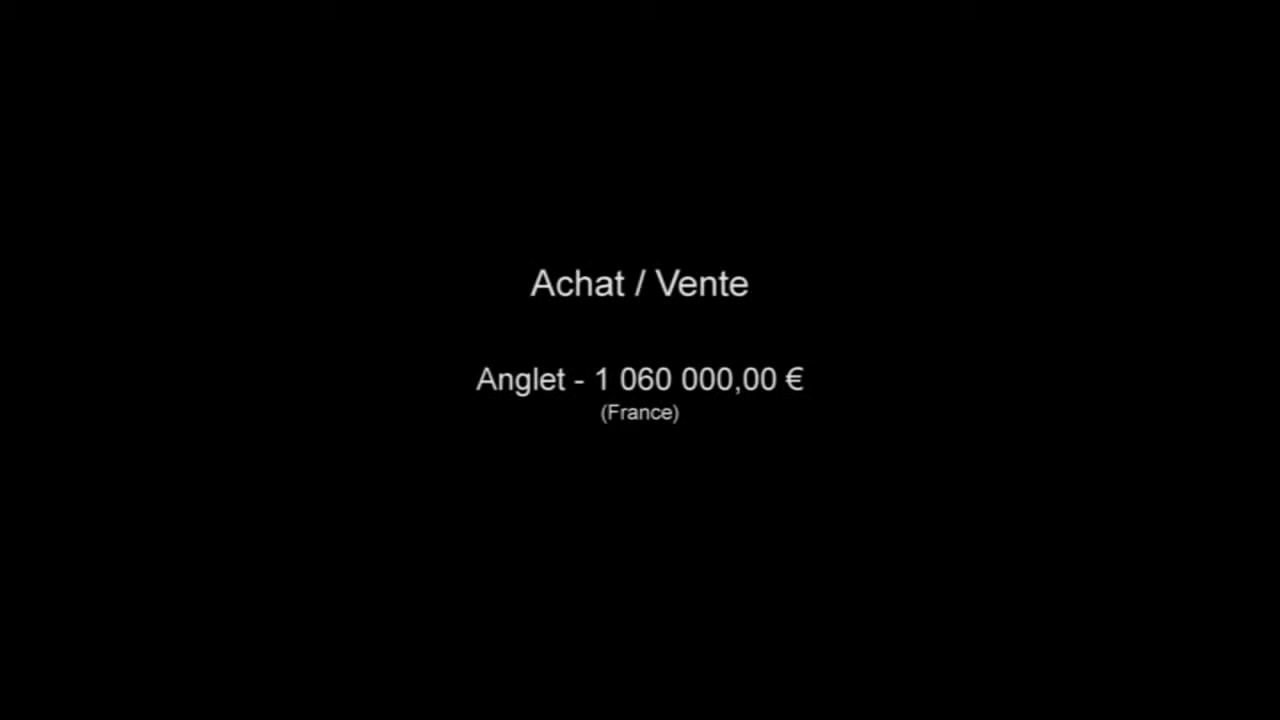 Achat / Vente
Anglet - 1 060 000,00 €
(France)